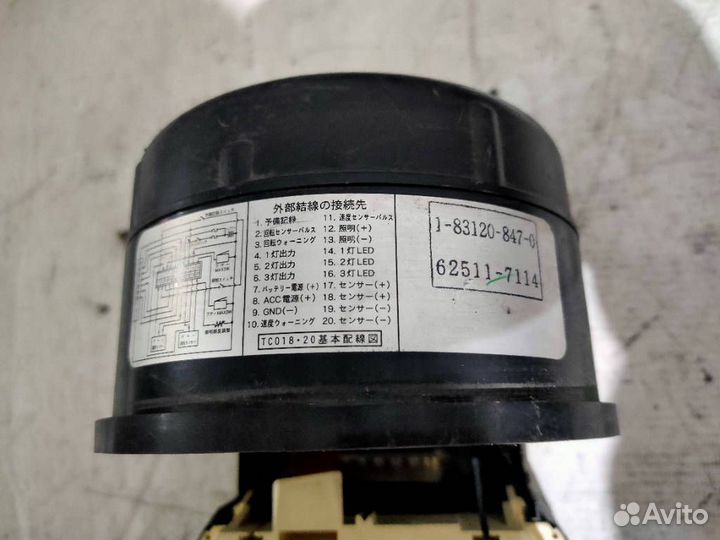 外部結線の接続先
1. 予備記録
2. 回転センサーパルス
3. 回転ウォーニング
4. 1灯出力
5. 2灯出力
6. 3灯出力
7. バッテリー電源(+)
8. ACC電源(+)
9. GND(−)
10. 速度ウォーニング
11. 速度センサーパルス
12. 照明(+)
13. 照明(−)
14. 1灯LED
15. 2灯LED
16. 3灯LED
17. センサー(+)
18. センサー(+)
19. センサー(−)
20. センサー(−)
TCO18・20基本配線図
1-83120-847-0
62511-7114
Avito